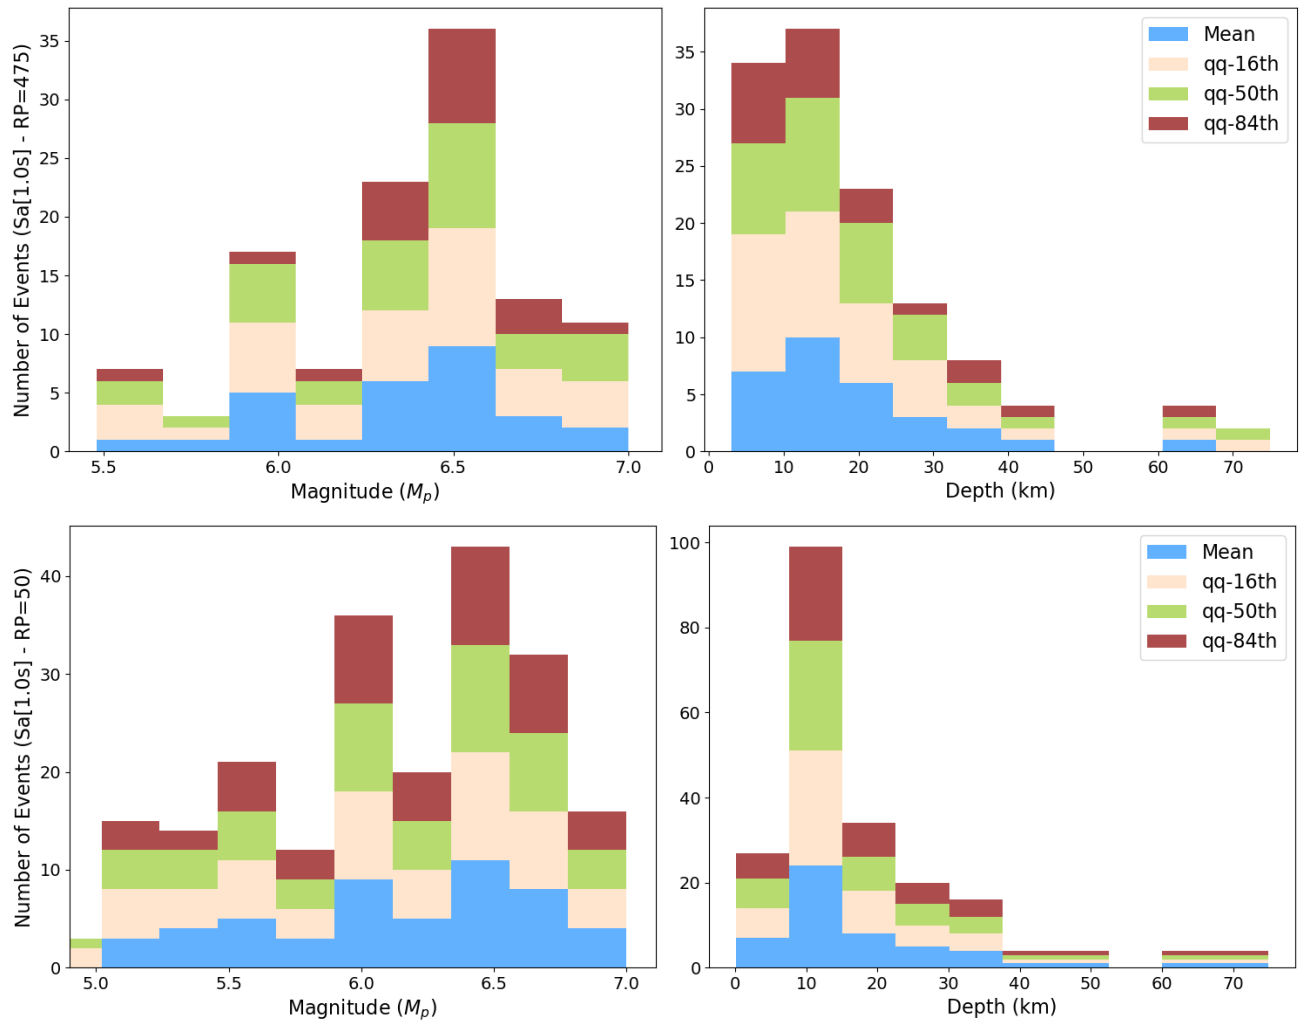 Number of Events (Sa[1.0s] - RP=475)
35
30
25
20
15
10
5
0
5.5 6.0 6.5 7.0
Magnitude (Mp)
35
30
25
20
15
10
5
0
0 10 20 30 40 50 60 70
Depth (km)
Mean
qq-16th
qq-50th
qq-84th
Number of Events (Sa[1.0s] - RP=50)
40
30
20
10
0
5.0 5.5 6.0 6.5 7.0
Magnitude (Mp)
100
80
60
40
20
0
0 10 20 30 40 50 60 70
Depth (km)
Mean
qq-16th
qq-50th
qq-84th